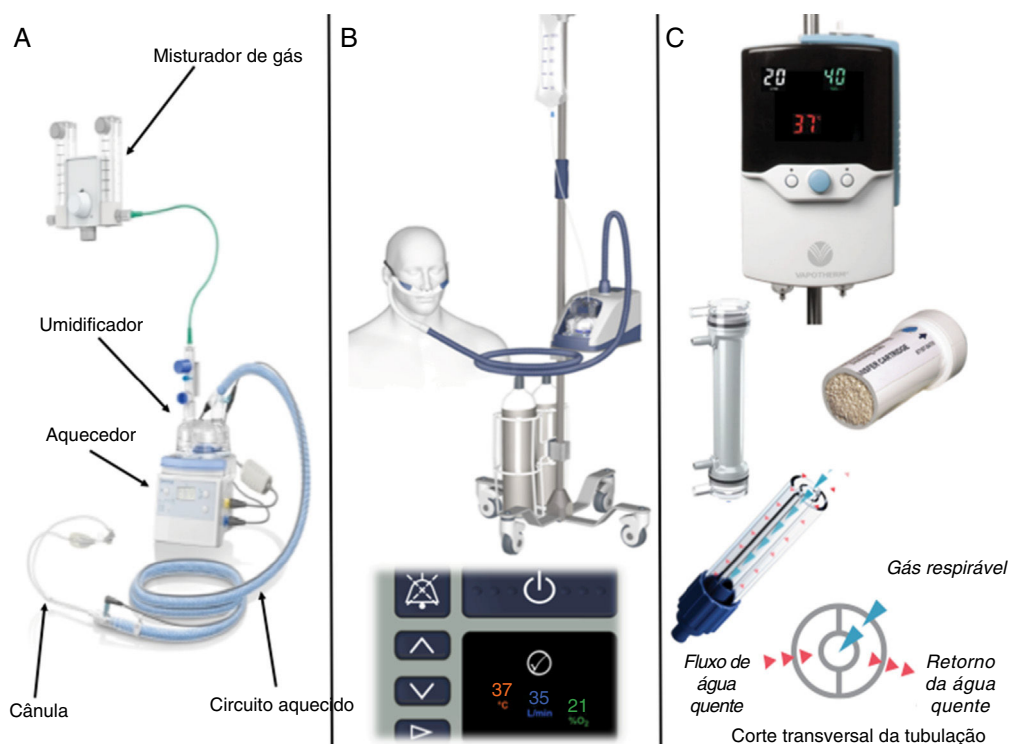 A
Misturador de gás
Umidificador
Aquecedor
Cânula
Circuito aquecido
B
37
°C
35
L/min
21
%O₂
C
20
40
37
VAPOTHERM
CARTRIDGE
Gás respirável
Fluxo de
água
quente
Retorno
da água
quente
Corte transversal da tubulação